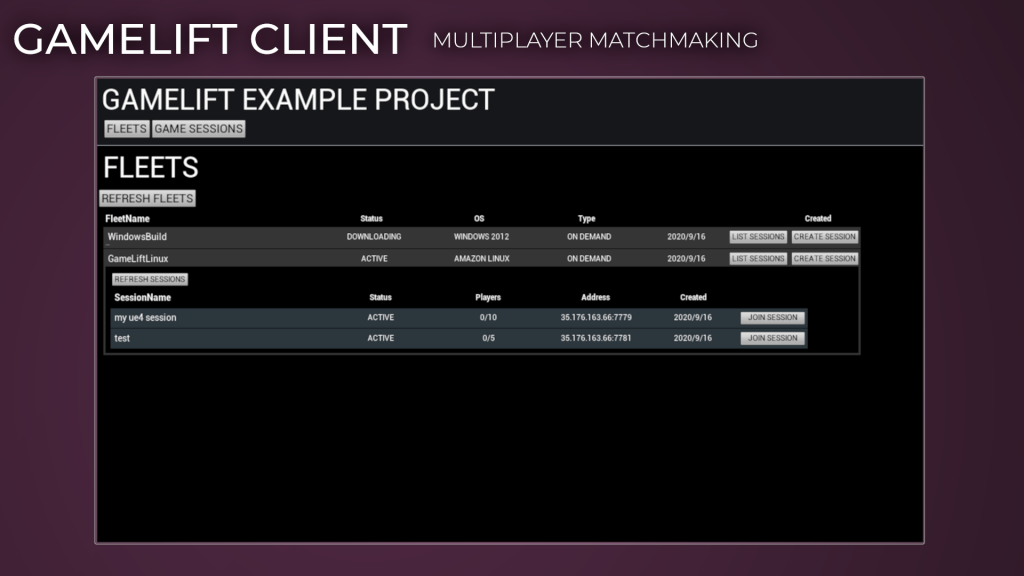 GAMELIFT CLIENT MULTIPLAYER MATCHMAKING
GAMELIFT EXAMPLE PROJECT
FLEETS GAME SESSIONS
FLEETS
REFRESH FLEETS
FleetName Status OS Type Created
WindowsBuild DOWNLOADING WINDOWS 2012 ON DEMAND 2020/9/16 LIST SESSIONS CREATE SESSION
GameLiftLinux ACTIVE AMAZON LINUX ON DEMAND 2020/9/16 LIST SESSIONS CREATE SESSION
REFRESH SESSIONS
SessionName Status Players Address Created
my ue4 session ACTIVE 0/10 35.176.163.66:7779 2020/9/16 JOIN SESSION
test ACTIVE 0/5 35.176.163.66:7781 2020/9/16 JOIN SESSION